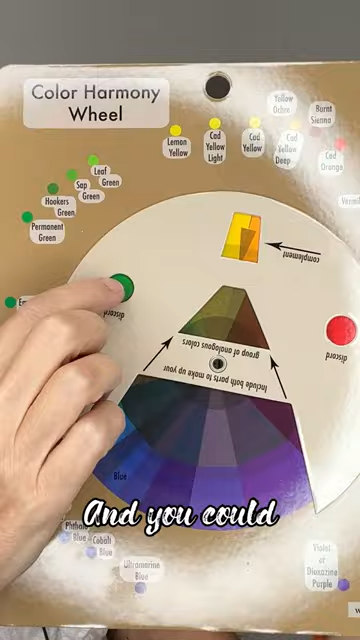 Color Harmony
Wheel
Lemon
Yellow
Cad
Yellow
Light
Cad
Yellow
Yellow
Ochre
Cad
Yellow
Deep
Burnt
Sienna
Cad
Orange
Leaf
Green
Sap
Green
Hookers
Green
Permanent
Green
complement
discord
discord
Include both parts to make up your
group of analogous colors
Blue
And you could
Cobalt
Blue
Blue
Ultramarine
Blue
Violet
or
Dioxazine
Purple